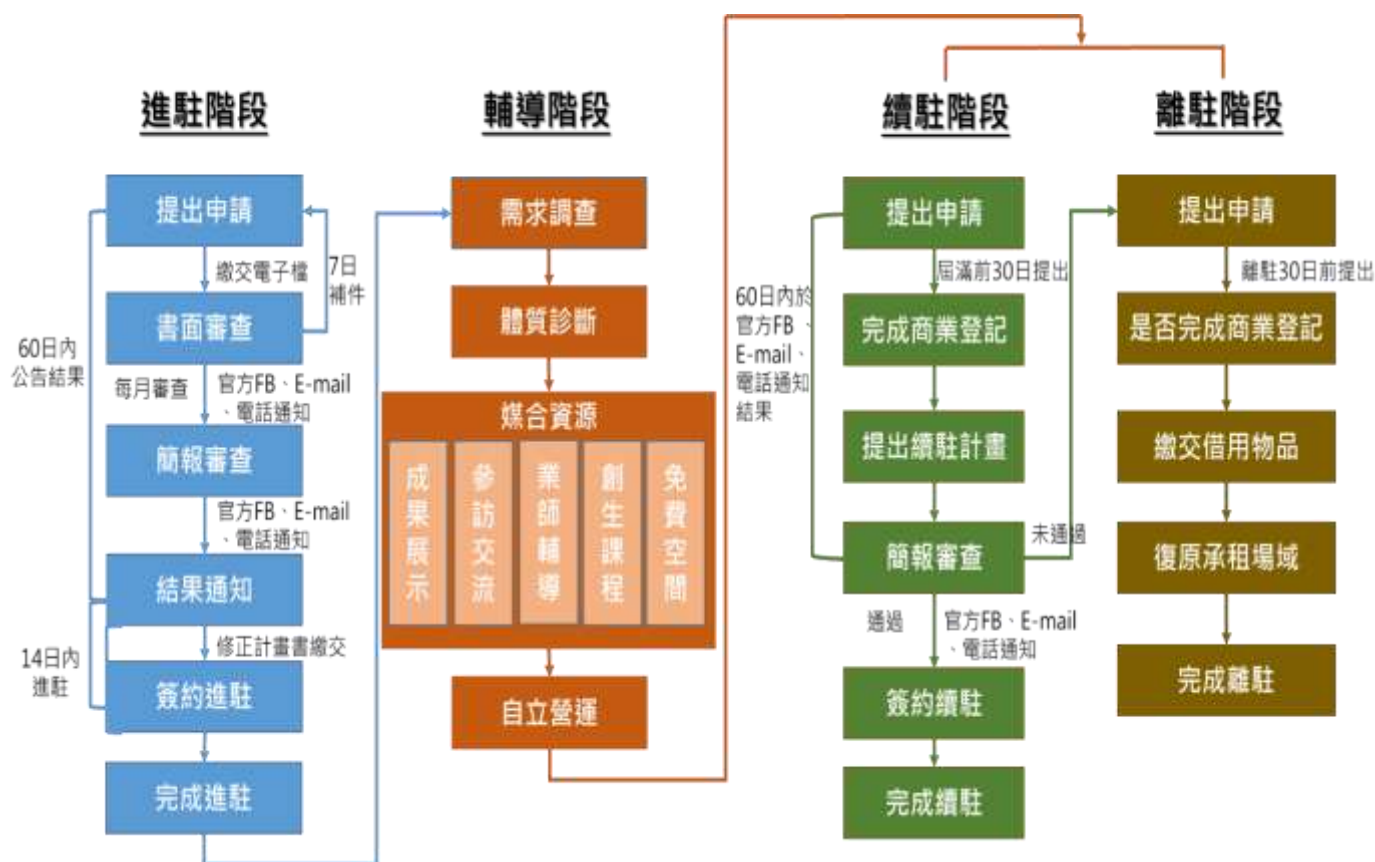 進駐階段
提出申請
繳交電子檔
7日
補件
書面審查
60日內
公告結果
每月審查
官方FB、E-mail
、電話通知
簡報審查
官方FB、E-mail
、電話通知
結果通知
修正計畫書繳交
14日內
進駐
簽約進駐
完成進駐
輔導階段
需求調查
體質診斷
媒合資源
成果展示
參訪交流
業師輔導
創生課程
免費空間
自立營運
續駐階段
提出申請
屆滿前30日提出
60日內於
官方FB、
E-mail、
電話通知
結果
完成商業登記
提出續駐計畫
簡報審查
未通過
通過
官方FB、E-mail
、電話通知
簽約續駐
完成續駐
離駐階段
提出申請
離駐30日前提出
是否完成商業登記
繳交借用物品
復原承租場域
完成離駐